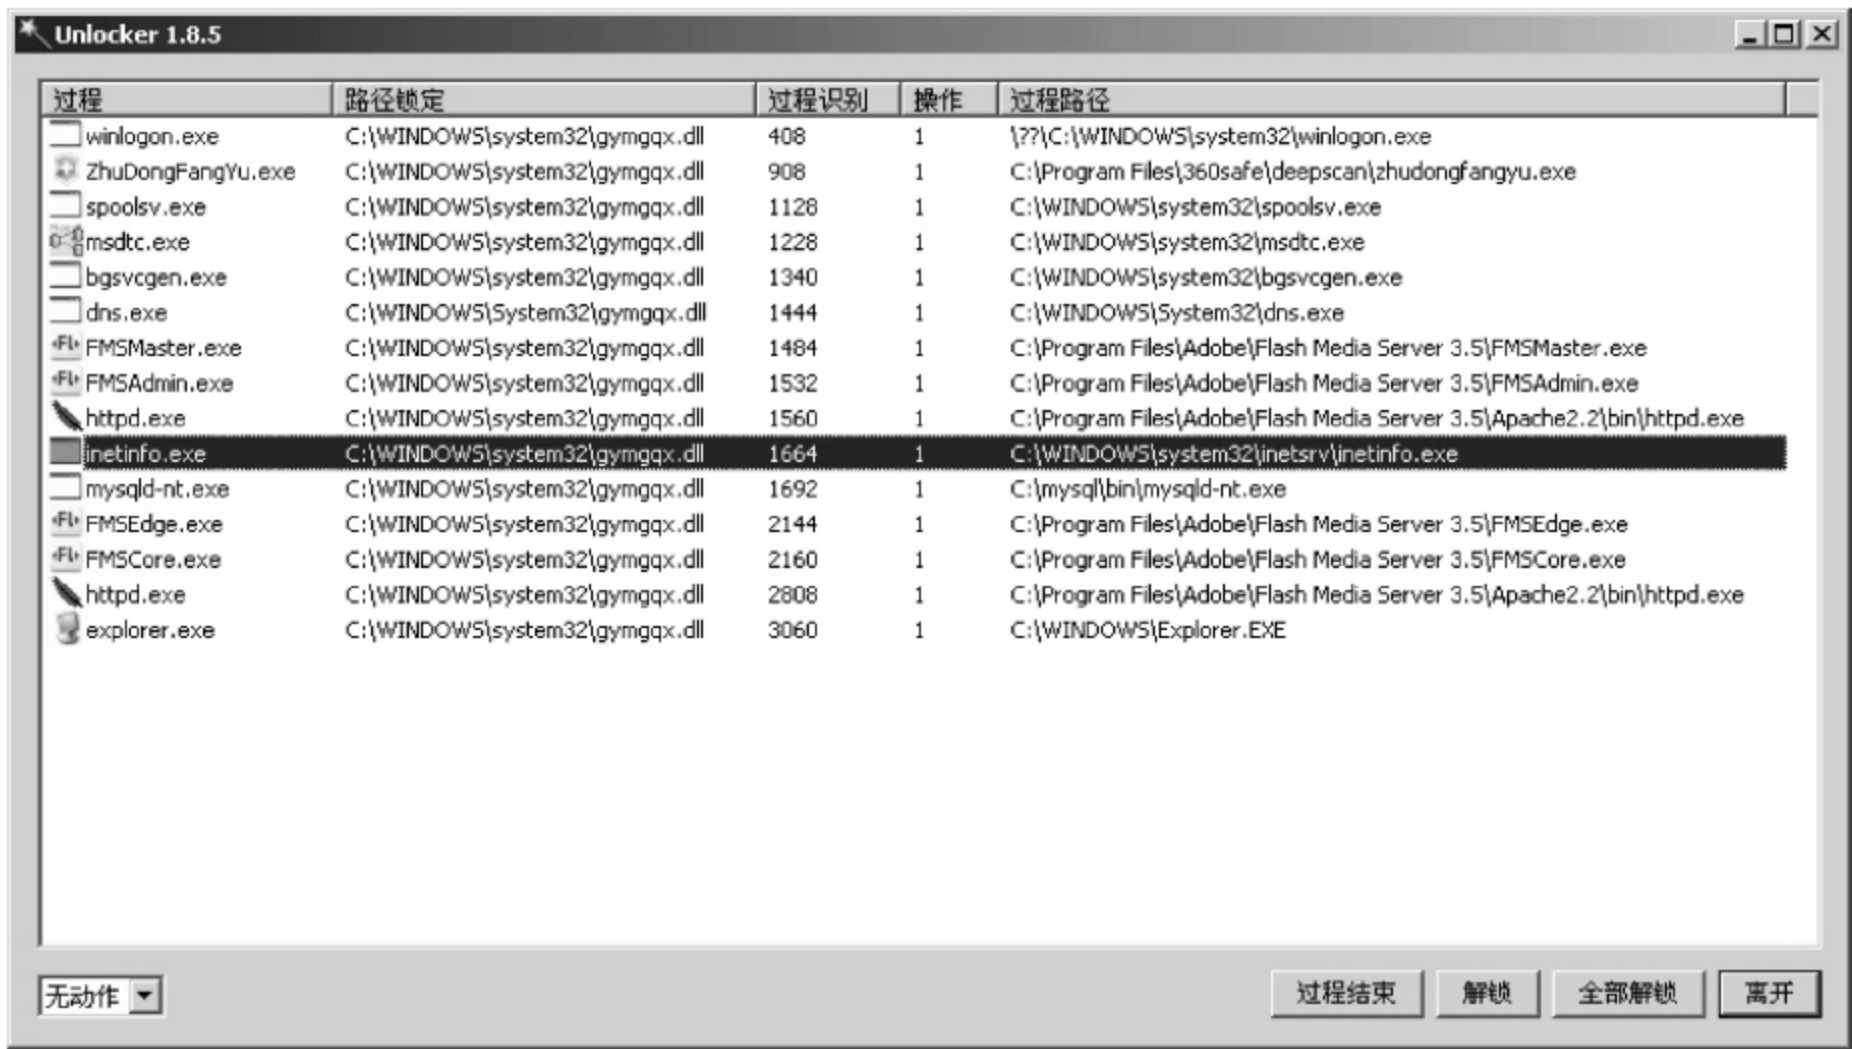 Unlocker 1.8.5
过程 路径锁定 过程识别 操作 过程路径
winlogon.exe C:\WINDOWS\system32\gymgqx.dll 408 1 \??\C:\WINDOWS\system32\winlogon.exe
ZhuDongFangYu.exe C:\WINDOWS\system32\gymgqx.dll 908 1 C:\Program Files\360safe\deepscan\zhudongfangyu.exe
spoolsv.exe C:\WINDOWS\system32\gymgqx.dll 1128 1 C:\WINDOWS\system32\spoolsv.exe
msdtc.exe C:\WINDOWS\system32\gymgqx.dll 1228 1 C:\WINDOWS\system32\msdtc.exe
bgsvcgen.exe C:\WINDOWS\system32\gymgqx.dll 1340 1 C:\WINDOWS\system32\bgsvcgen.exe
dns.exe C:\WINDOWS\System32\gymgqx.dll 1444 1 C:\WINDOWS\System32\dns.exe
FMSMaster.exe C:\WINDOWS\system32\gymgqx.dll 1484 1 C:\Program Files\Adobe\Flash Media Server 3.5\FMSMaster.exe
FMSAdmin.exe C:\WINDOWS\system32\gymgqx.dll 1532 1 C:\Program Files\Adobe\Flash Media Server 3.5\FMSAdmin.exe
httpd.exe C:\WINDOWS\system32\gymgqx.dll 1560 1 C:\Program Files\Adobe\Flash Media Server 3.5\Apache2.2\bin\httpd.exe
inetinfo.exe C:\WINDOWS\system32\gymgqx.dll 1664 1 C:\WINDOWS\system32\inetsrv\inetinfo.exe
mysqld-nt.exe C:\WINDOWS\system32\gymgqx.dll 1692 1 C:\mysql\bin\mysqld-nt.exe
FMSEdge.exe C:\WINDOWS\system32\gymgqx.dll 2144 1 C:\Program Files\Adobe\Flash Media Server 3.5\FMSEdge.exe
FMSCore.exe C:\WINDOWS\system32\gymgqx.dll 2160 1 C:\Program Files\Adobe\Flash Media Server 3.5\FMSCore.exe
httpd.exe C:\WINDOWS\system32\gymgqx.dll 2808 1 C:\Program Files\Adobe\Flash Media Server 3.5\Apache2.2\bin\httpd.exe
explorer.exe C:\WINDOWS\system32\gymgqx.dll 3060 1 C:\WINDOWS\Explorer.EXE
无动作 过程结束 解锁 全部解锁 离开